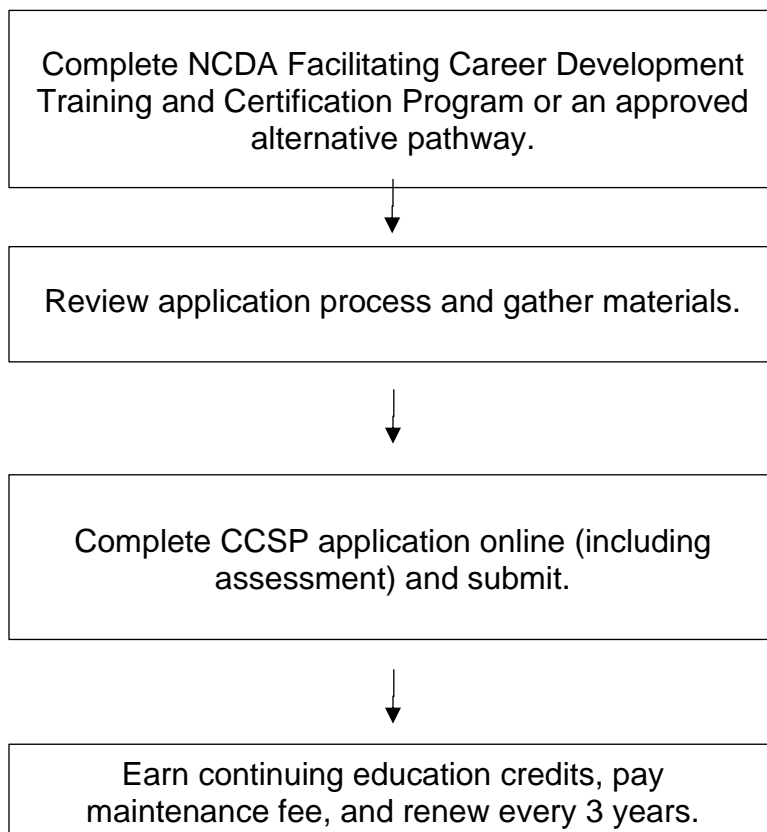 Complete NCDA Facilitating Career Development
Training and Certification Program or an approved
alternative pathway.
Review application process and gather materials.
Complete CCSP application online (including
assessment) and submit.
Earn continuing education credits, pay
maintenance fee, and renew every 3 years.